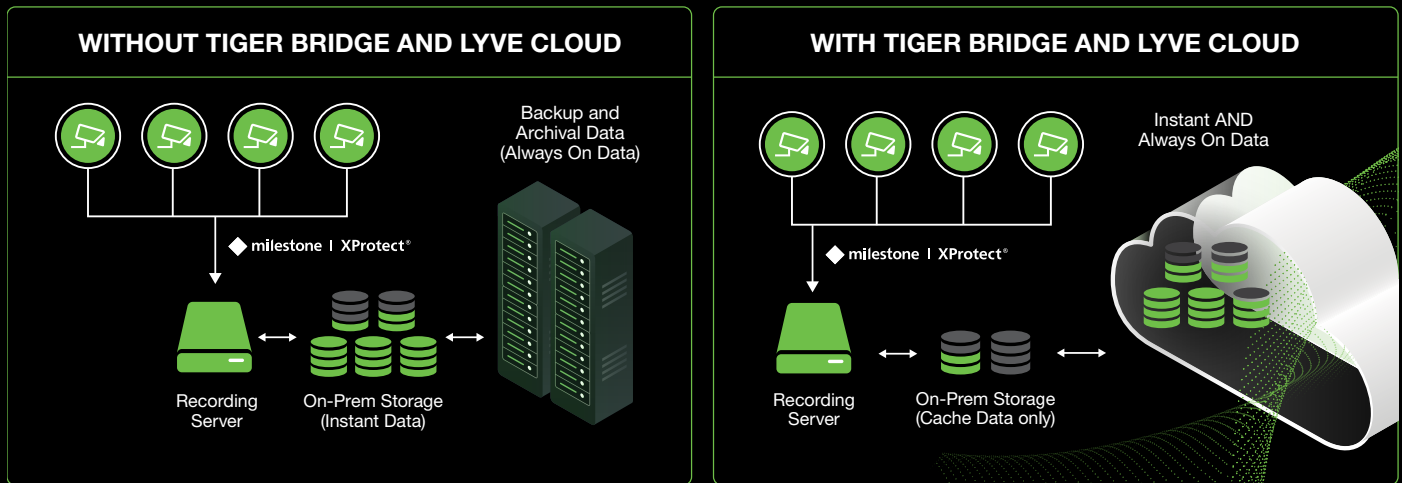 WITHOUT TIGER BRIDGE AND LYVE CLOUD
Backup and
Archival Data
(Always On Data)
milestone | XProtect®
Recording
Server
On-Prem Storage
(Instant Data)
WITH TIGER BRIDGE AND LYVE CLOUD
Instant AND
Always On Data
milestone | XProtect®
Recording
Server
On-Prem Storage
(Cache Data only)